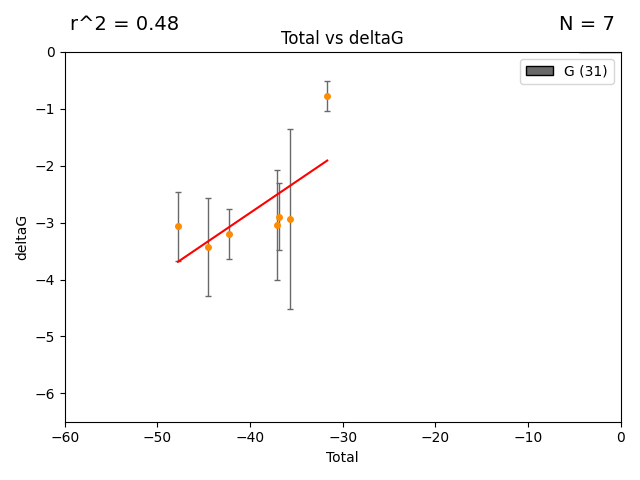 r^2 = 0.48
N = 7
Total vs deltaG
G (31)
deltaG
0
−1
−2
−3
−4
−5
−6
−60
−50
−40
−30
−20
−10
0
Total